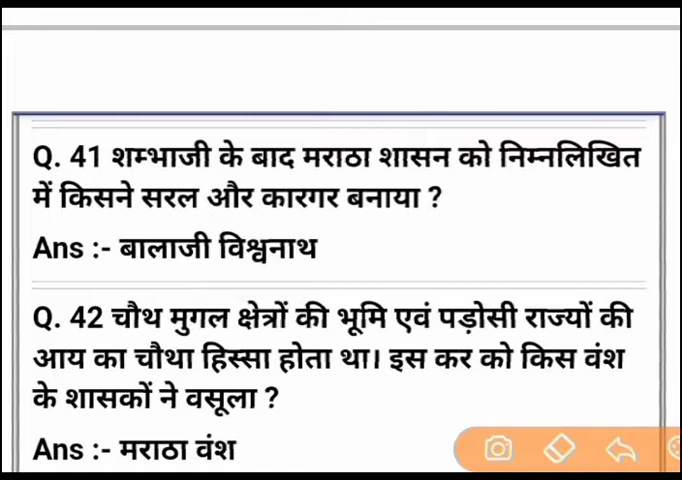 Q. 41 शम्भाजी के बाद मराठा शासन को निम्नलिखित
में किसने सरल और कारगर बनाया ?
Ans :- बालाजी विश्वनाथ
Q. 42 चौथ मुगल क्षेत्रों की भूमि एवं पड़ोसी राज्यों की
आय का चौथा हिस्सा होता था। इस कर को किस वंश
के शासकों ने वसूला ?
Ans :- मराठा वंश